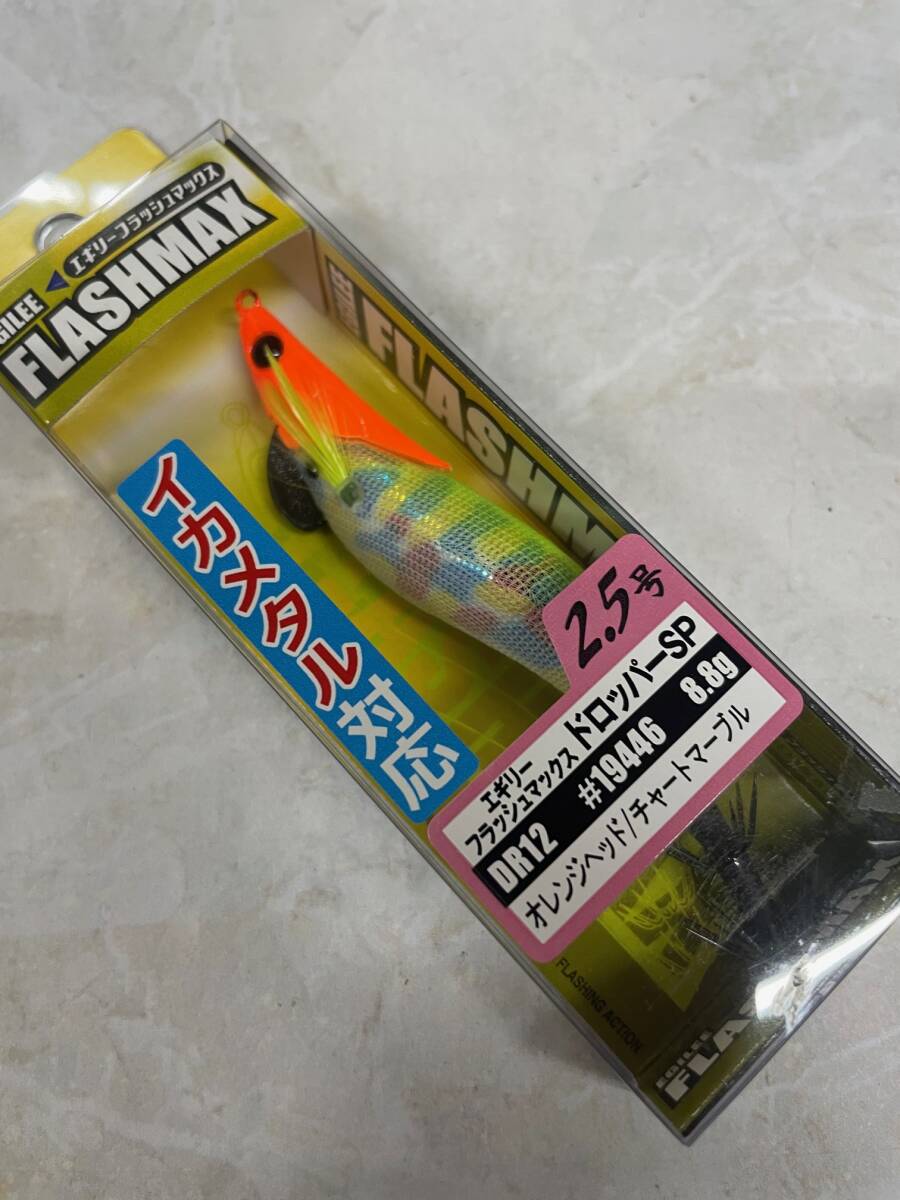 エギリーフラッシュマックス
GILEE
FLASHMAX
GILEE
FLASHM
イカメタル対応
2.5号
エギリー
フラッシュマックス ドロッパーSP
DR12 #19446 8.8g
オレンジヘッド/チャートマーブル
FLASHING ACTION
EGILEE
FLA